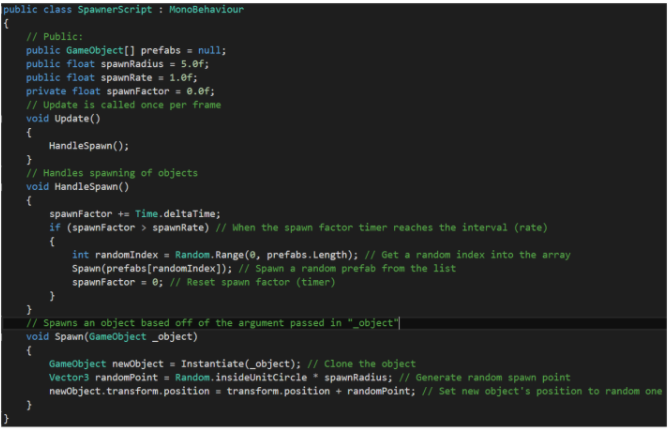 public class SpawnerScript : MonoBehaviour
{
// Public:
public GameObject[] prefabs = null;
public float spawnRadius = 5.0f;
public float spawnRate = 1.0f;
private float spawnFactor = 0.0f;
// Update is called once per frame
void Update()
{
HandleSpawn();
}
// Handles spawning of objects
void HandleSpawn()
{
spawnFactor += Time.deltaTime;
if (spawnFactor > spawnRate) // When the spawn factor timer reaches the interval (rate)
{
int randomIndex = Random.Range(0, prefabs.Length); // Get a random index into the array
Spawn(prefabs[randomIndex]); // Spawn a random prefab from the list
spawnFactor = 0; // Reset spawn factor (timer)
}
}
// Spawns an object based off of the argument passed in "_object"
void Spawn(GameObject _object)
{
GameObject newObject = Instantiate(_object); // Clone the object
Vector3 randomPoint = Random.insideUnitCircle * spawnRadius; // Generate random spawn point
newObject.transform.position = transform.position + randomPoint; // Set new object's position to random one
}
}